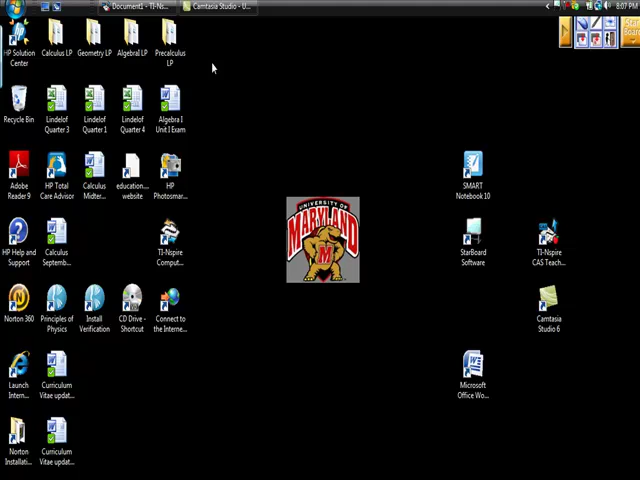 Document1 - TI-Ns...
Camtasia Studio - U...
8:07 PM
HP Solution
Center
Calculus LP
Geometry LP
Algebra I LP
Precalculus
LP
Recycle Bin
Lindelof
Quarter 3
Lindelof
Quarter 1
Lindelof
Quarter 4
Algebra I
Unit I Exam
Adobe
Reader 9
HP Total
Care Advisor
Calculus
Midter...
education....
website
HP
Photosmar...
SMART
Notebook 10
UNIVERSITY OF
MARYLAND
M
HP Help and
Support
Calculus
Septemb...
TI-Nspire
Comput...
StarBoard
Software
TI-Nspire
CAS Teach...
Norton 360
Principles of
Physics
Install
Verification
CD Drive -
Shortcut
Connect to
the Interne...
Camtasia
Studio 6
Launch
Intern...
Curriculum
Vitae updat...
Microsoft
Office Wo...
Norton
Installati...
Curriculum
Vitae updat...